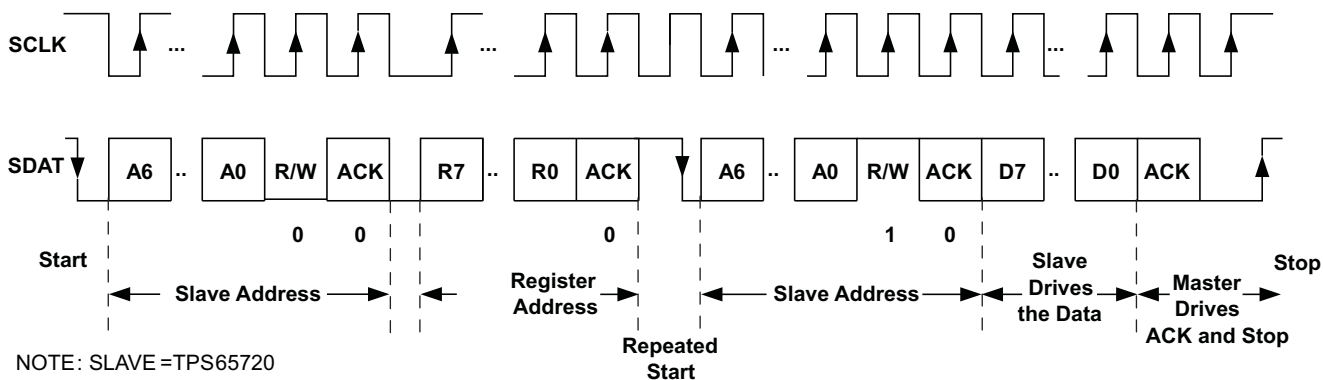 SCLK ... ... ... ...
SDAT A6 .. A0 R/W ACK R7 .. R0 ACK A6 .. A0 R/W ACK D7 .. D0 ACK
0 0 0 1 0
Start
Slave Address
Register
Address
Repeated
Start
Slave Address
Slave
Drives
the Data
Master
Drives
ACK and Stop
Stop
NOTE: SLAVE=TPS65720